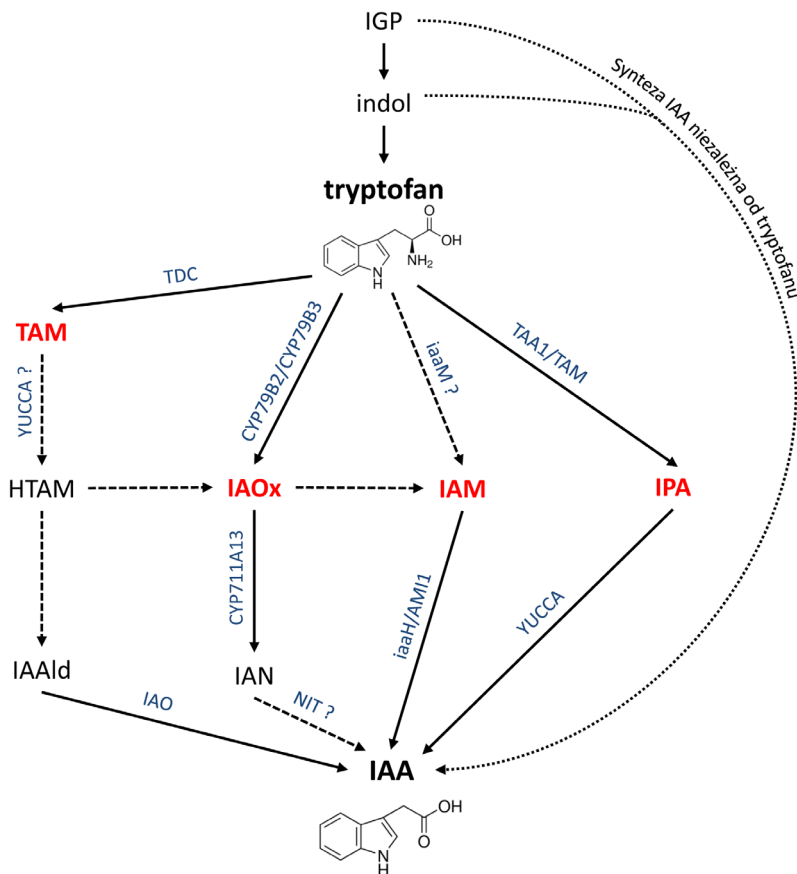 IGP
indol
Synteza IAA niezależna od tryptofanu
tryptofan
O
OH
NH₂
N
H
TDC
CYP79B2/CYP79B3
iaaM ?
TAA1/TAM
TAM
YUCCA ?
HTAM
IAOx
IAM
IPA
CYP711A13
iaaH/AMI1
YUCCA
IAAld
IAN
IAO
NIT ?
IAA
OH
O
N
H